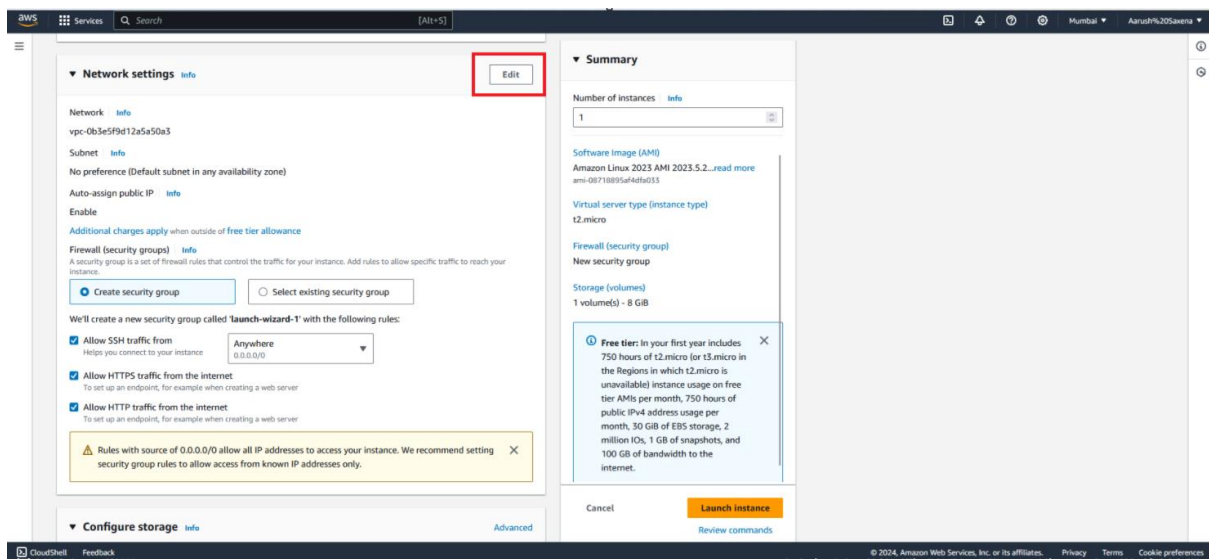 aws
Services
Search
[Alt+S]
Mumbai
Aarush%20Saxena
Network settings Info
Edit
Network Info
vpc-0b3e5f9d12a5a50a3
Subnet Info
No preference (Default subnet in any availability zone)
Auto-assign public IP Info
Enable
Additional charges apply when outside of free tier allowance
Firewall (security groups) Info
A security group is a set of firewall rules that control the traffic for your instance. Add rules to allow specific traffic to reach your
instance.
Create security group
Select existing security group
We'll create a new security group called 'launch-wizard-1' with the following rules:
Allow SSH traffic from
Helps you connect to your instance
Anywhere
0.0.0.0/0
Allow HTTPS traffic from the internet
To set up an endpoint, for example when creating a web server
Allow HTTP traffic from the internet
To set up an endpoint, for example when creating a web server
Rules with source of 0.0.0.0/0 allow all IP addresses to access your instance. We recommend setting
security group rules to allow access from known IP addresses only.
Configure storage Info
Advanced
Summary
Number of instances Info
1
Software Image (AMI)
Amazon Linux 2023 AMI 2023.5.2...read more
ami-08718895af4dfa033
Virtual server type (instance type)
t2.micro
Firewall (security group)
New security group
Storage (volumes)
1 volume(s) - 8 GiB
Free tier: In your first year includes
750 hours of t2.micro (or t3.micro in
the Regions in which t2.micro is
unavailable) instance usage on free
tier AMIs per month, 750 hours of
public IPv4 address usage per
month, 30 GiB of EBS storage, 2
million IOs, 1 GB of snapshots, and
100 GB of bandwidth to the
internet.
Cancel
Launch instance
Review commands
CloudShell Feedback
© 2024, Amazon Web Services, Inc. or its affiliates. Privacy Terms Cookie preferences